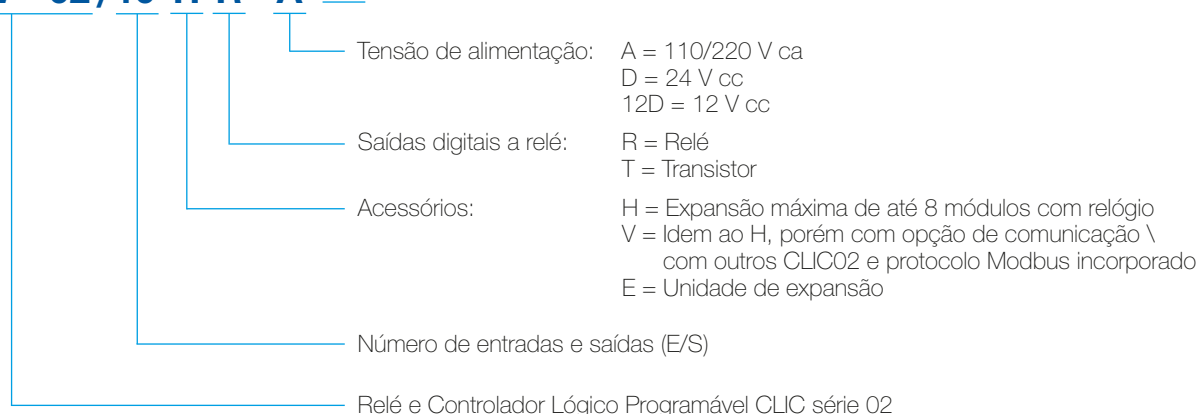 Tensão de alimentação: A = 110/220 V ca
D = 24 V cc
12D = 12 V cc
Saídas digitais a relé: R = Relé
T = Transistor
Acessórios: H = Expansão máxima de até 8 módulos com relógio
V = Idem ao H, porém com opção de comunicação \
com outros CLIC02 e protocolo Modbus incorporado
E = Unidade de expansão
Número de entradas e saídas (E/S)
Relé e Controlador Lógico Programável CLIC série 02